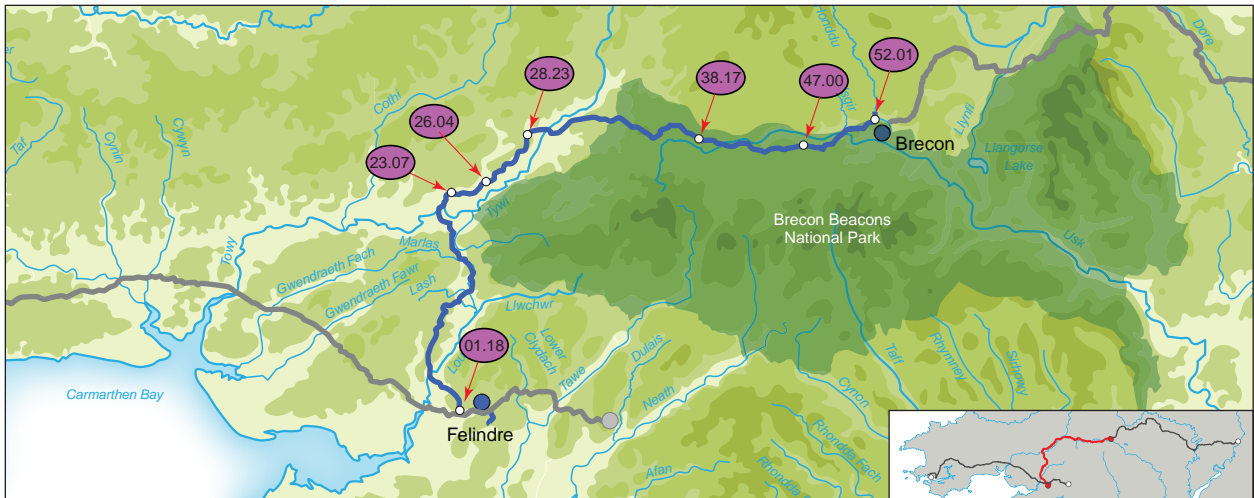 Honddu
Dore
52.01
28.23
38.17
47.00
Cothi
Llynfi
26.04
Taf
Cynin
Cywyn
Brecon
Llangorse
Lake
23.07
Tywi
Brecon Beacons
National Park
Usk
Towy
Marlas
Gwendraeth Fach
Gwendraeth Fawr
Lash
Llwchwr
01.18
Lower
Clydach
Dulais
Tawe
Neath
Taff
Rhymney
Sirhowy
Carmarthen Bay
Cynon
Felindre
Rhondda Fach
Afan
Rhondda